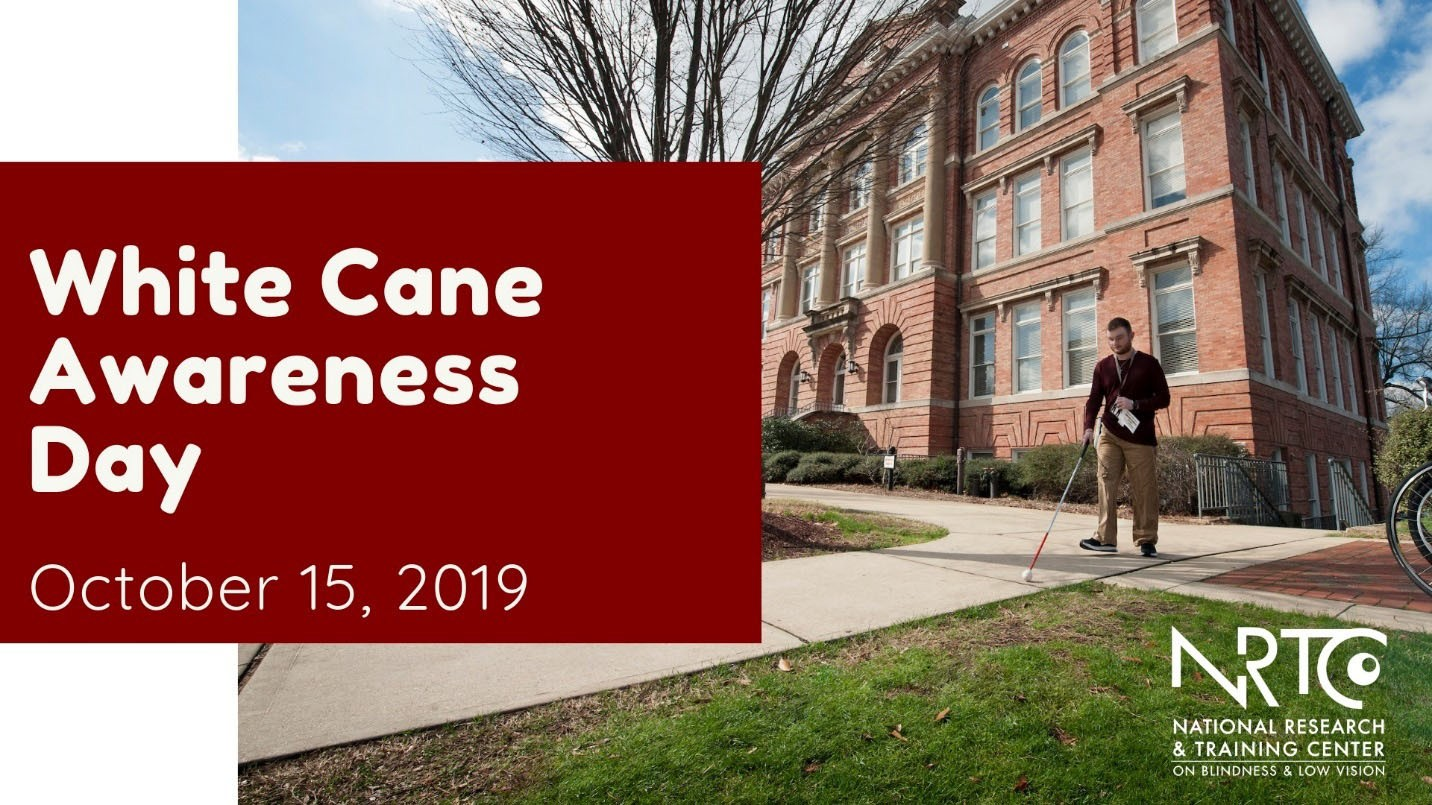 White Cane
Awareness
Day
October 15, 2019
NRTC
NATIONAL RESEARCH
& TRAINING CENTER
ON BLINDNESS & LOW VISION